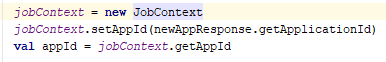 jobContext = new JobContext
jobContext.setAppId(newAppResponse.getApplicationId)
val appId = jobContext.getAppId